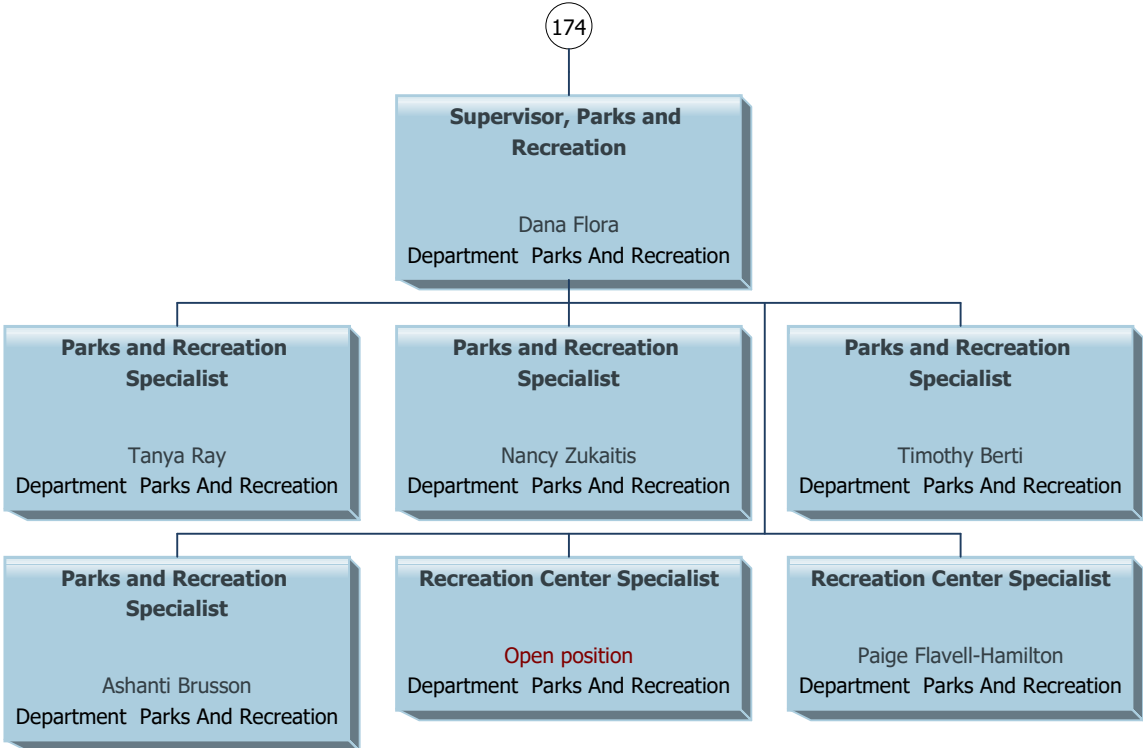 174
Supervisor, Parks and
Recreation
Dana Flora
Department  Parks And Recreation
Parks and Recreation
Specialist
Tanya Ray
Department  Parks And Recreation
Parks and Recreation
Specialist
Nancy Zukaitis
Department  Parks And Recreation
Parks and Recreation
Specialist
Timothy Berti
Department  Parks And Recreation
Parks and Recreation
Specialist
Ashanti Brusson
Department  Parks And Recreation
Recreation Center Specialist
Open position
Department  Parks And Recreation
Recreation Center Specialist
Paige Flavell-Hamilton
Department  Parks And Recreation